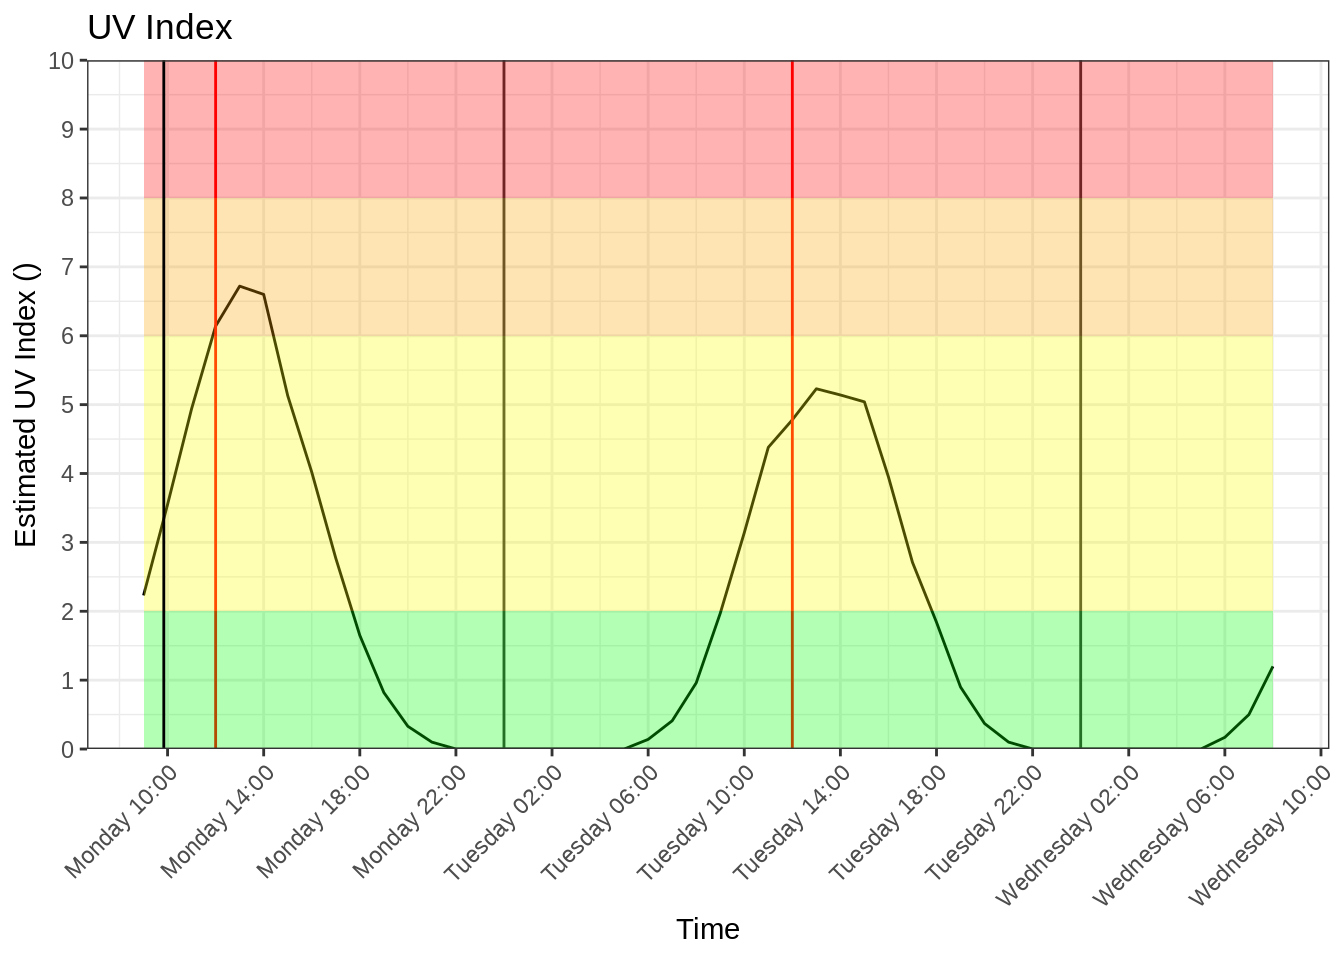 UV Index
Estimated UV Index ()
10
9
8
7
6
5
4
3
2
1
0
Monday 10:00
Monday 14:00
Monday 18:00
Monday 22:00
Tuesday 02:00
Tuesday 06:00
Tuesday 10:00
Tuesday 14:00
Tuesday 18:00
Tuesday 22:00
Wednesday 02:00
Wednesday 06:00
Wednesday 10:00
Time